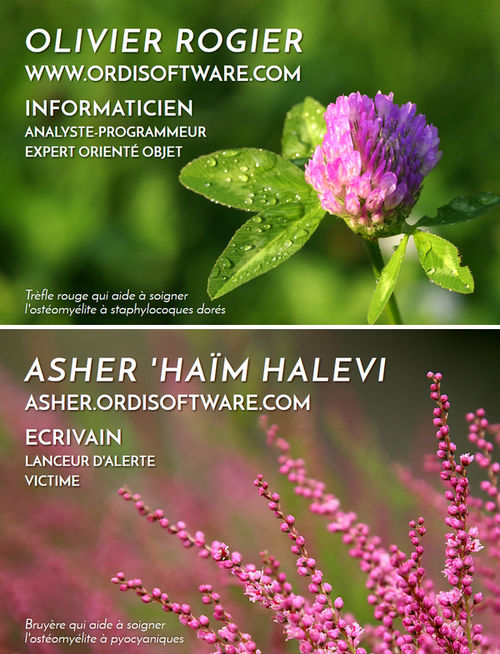 OLIVIER ROGIER
WWW.ORDISOFTWARE.COM
INFORMATICIEN
ANALYSTE-PROGRAMMEUR
EXPERT ORIENTÉ OBJET
Trèfle rouge qui aide à soigner
l'ostéomyélite à staphylocoques dorés
ASHER 'HAÏM HALEVI
ASHER.ORDISOFTWARE.COM
ECRIVAIN
LANCEUR D'ALERTE
VICTIME
Bruyère qui aide à soigner
l'ostéomyélite à pyocyaniques